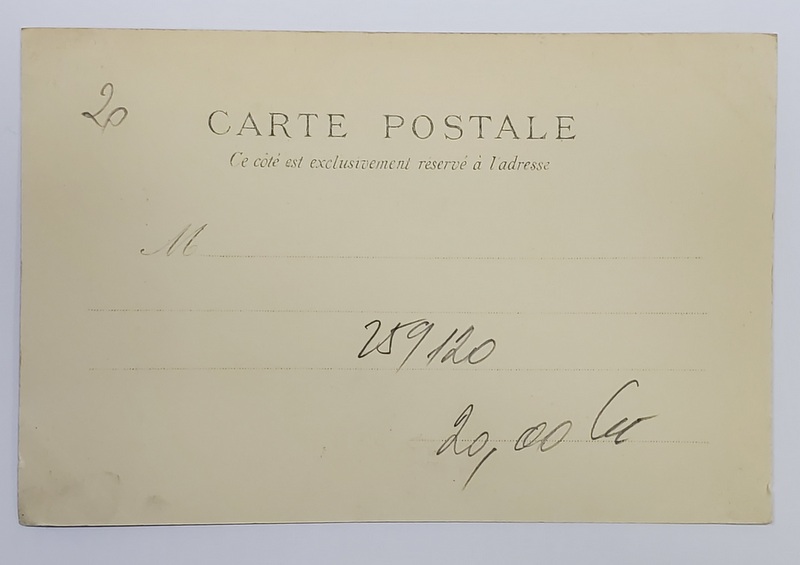 20
CARTE POSTALE
Ce côté est exclusivement réservé à l'adresse
M
259/120
20,00